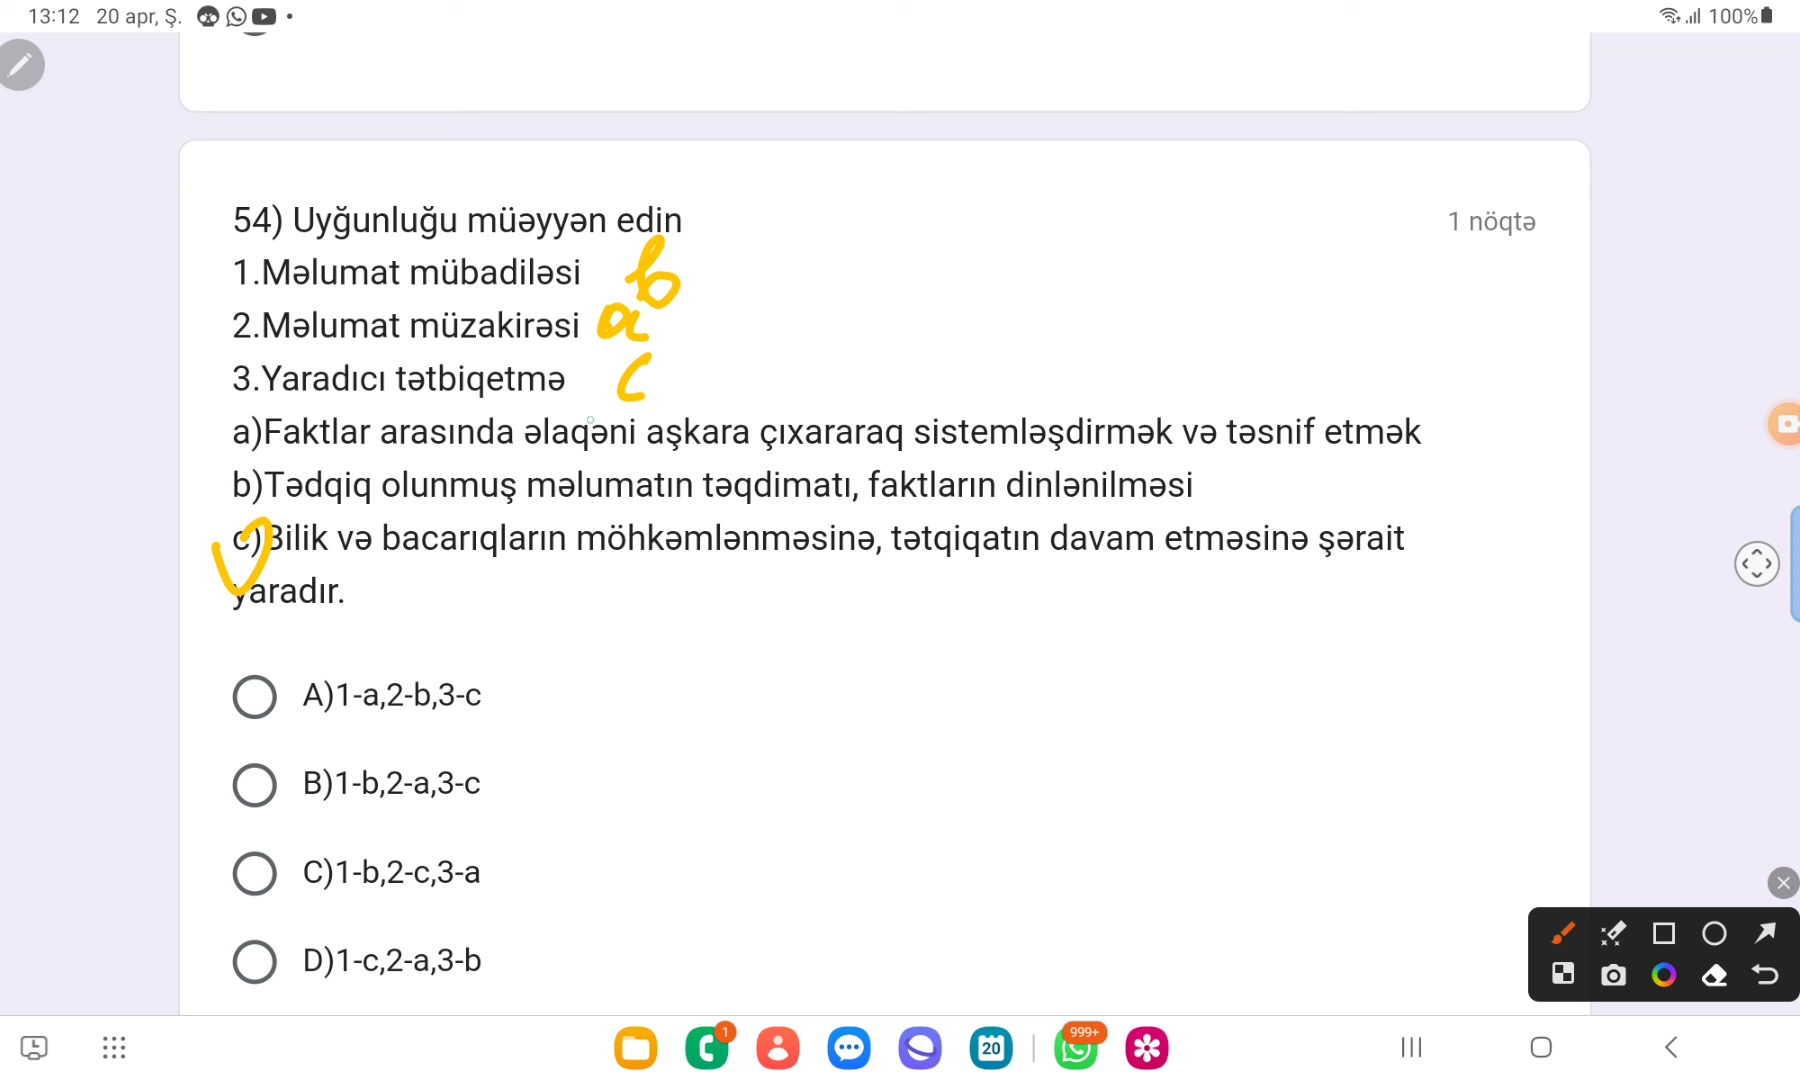 13:12 20 apr, Ş.
100%
54) Uyğunluğu müəyyən edin
1 nöqtə
1.Məlumat mübadiləsi b
2.Məlumat müzakirəsi a
3.Yaradıcı tətbiqetmə c
a)Faktlar arasında əlaqəni aşkara çıxararaq sistemləşdirmək və təsnif etmək
b)Tədqiq olunmuş məlumatın təqdimatı, faktların dinlənilməsi
c)Bilik və bacarıqların möhkəmlənməsinə, tətqiqatın davam etməsinə şərait
yaradır.
A)1-a,2-b,3-c
B)1-b,2-a,3-c
C)1-b,2-c,3-a
D)1-c,2-a,3-b
1
20
999+